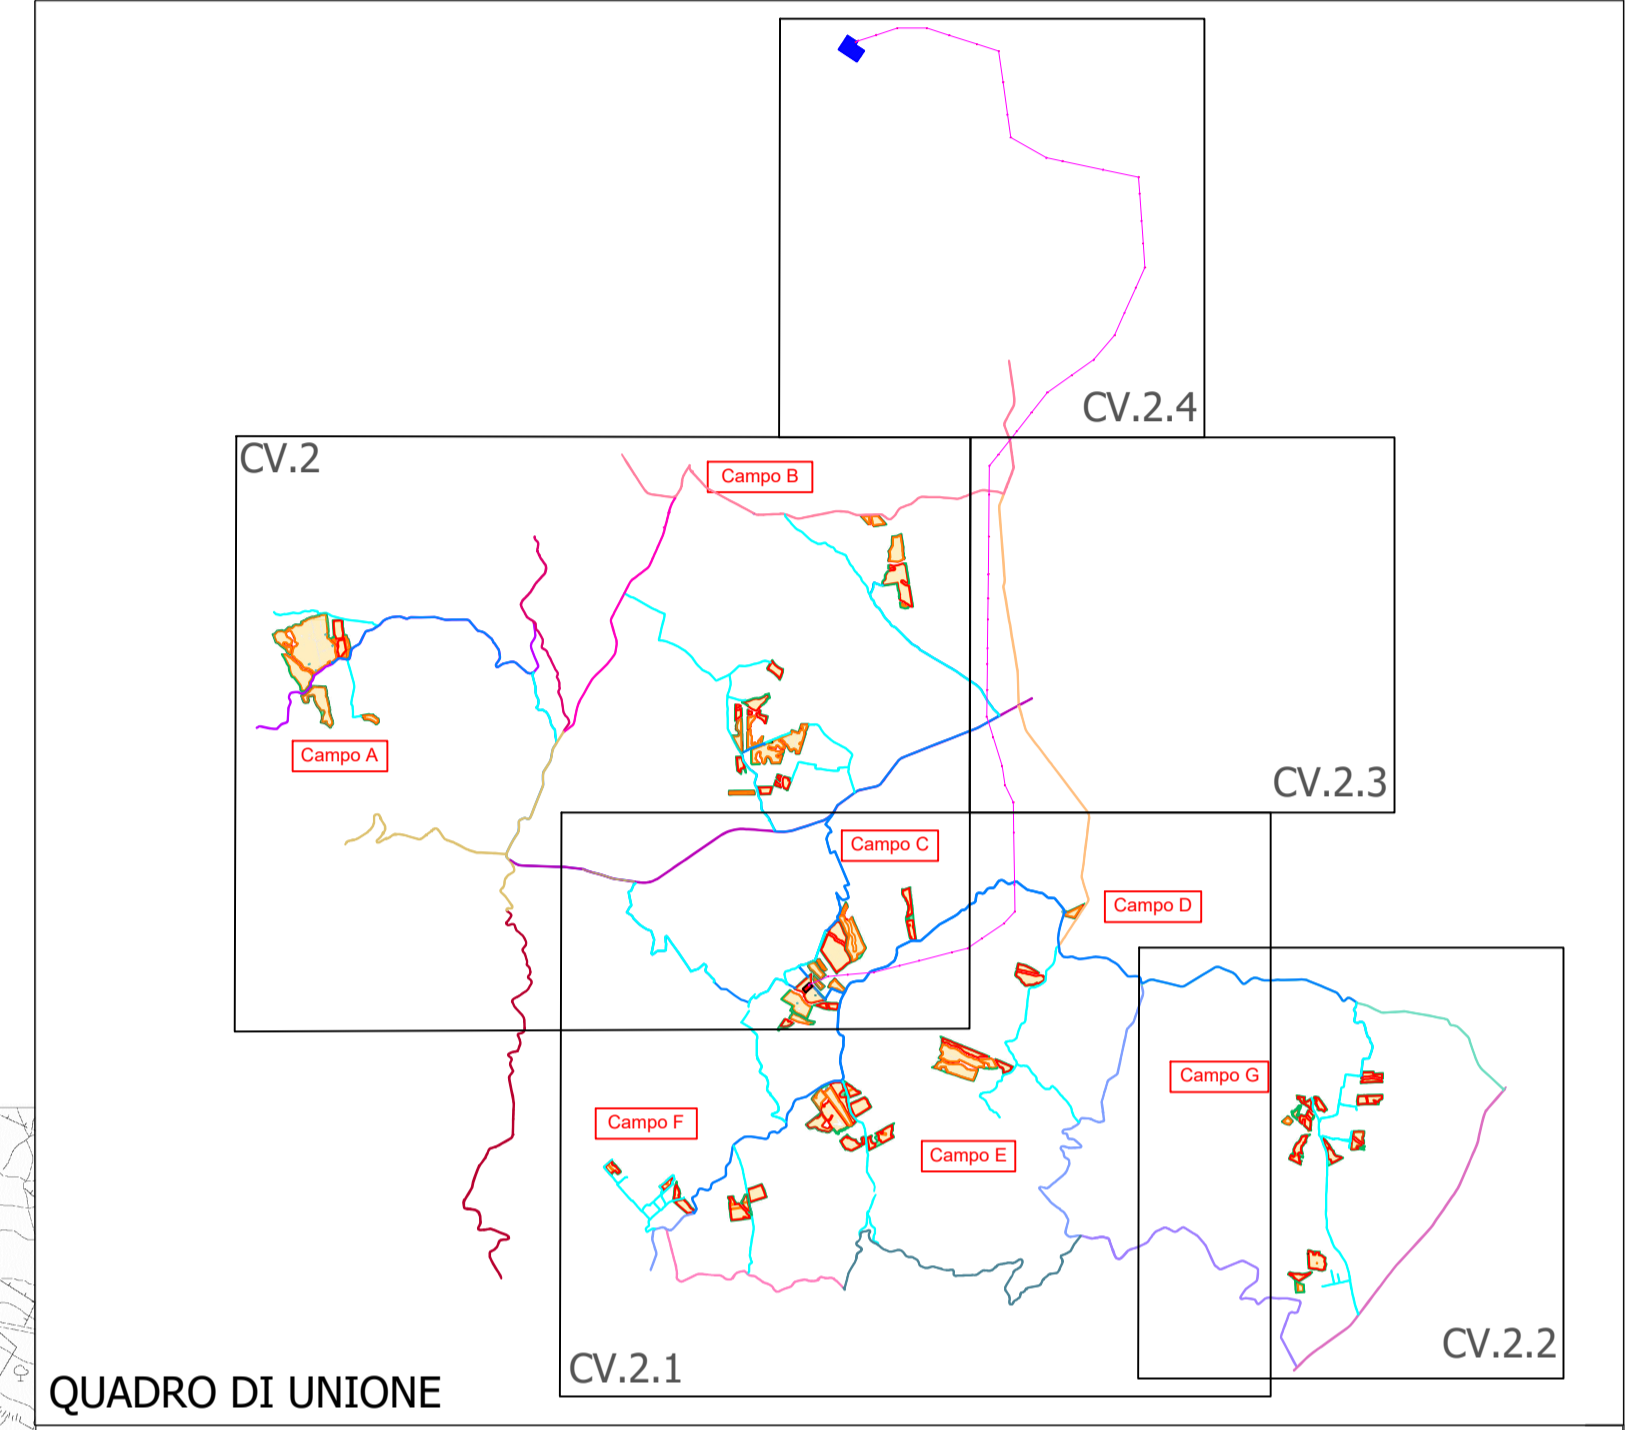 CV.2.4
CV.2
Campo B
Campo A
CV.2.3
Campo C
Campo D
Campo G
Campo F
Campo E
CV.2.2
CV.2.1
QUADRO DI UNIONE